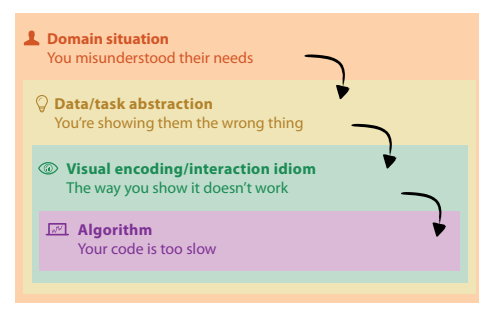 Domain situation
You misunderstood their needs
Data/task abstraction
You're showing them the wrong thing
Visual encoding/interaction idiom
The way you show it doesn't work
Algorithm
Your code is too slow